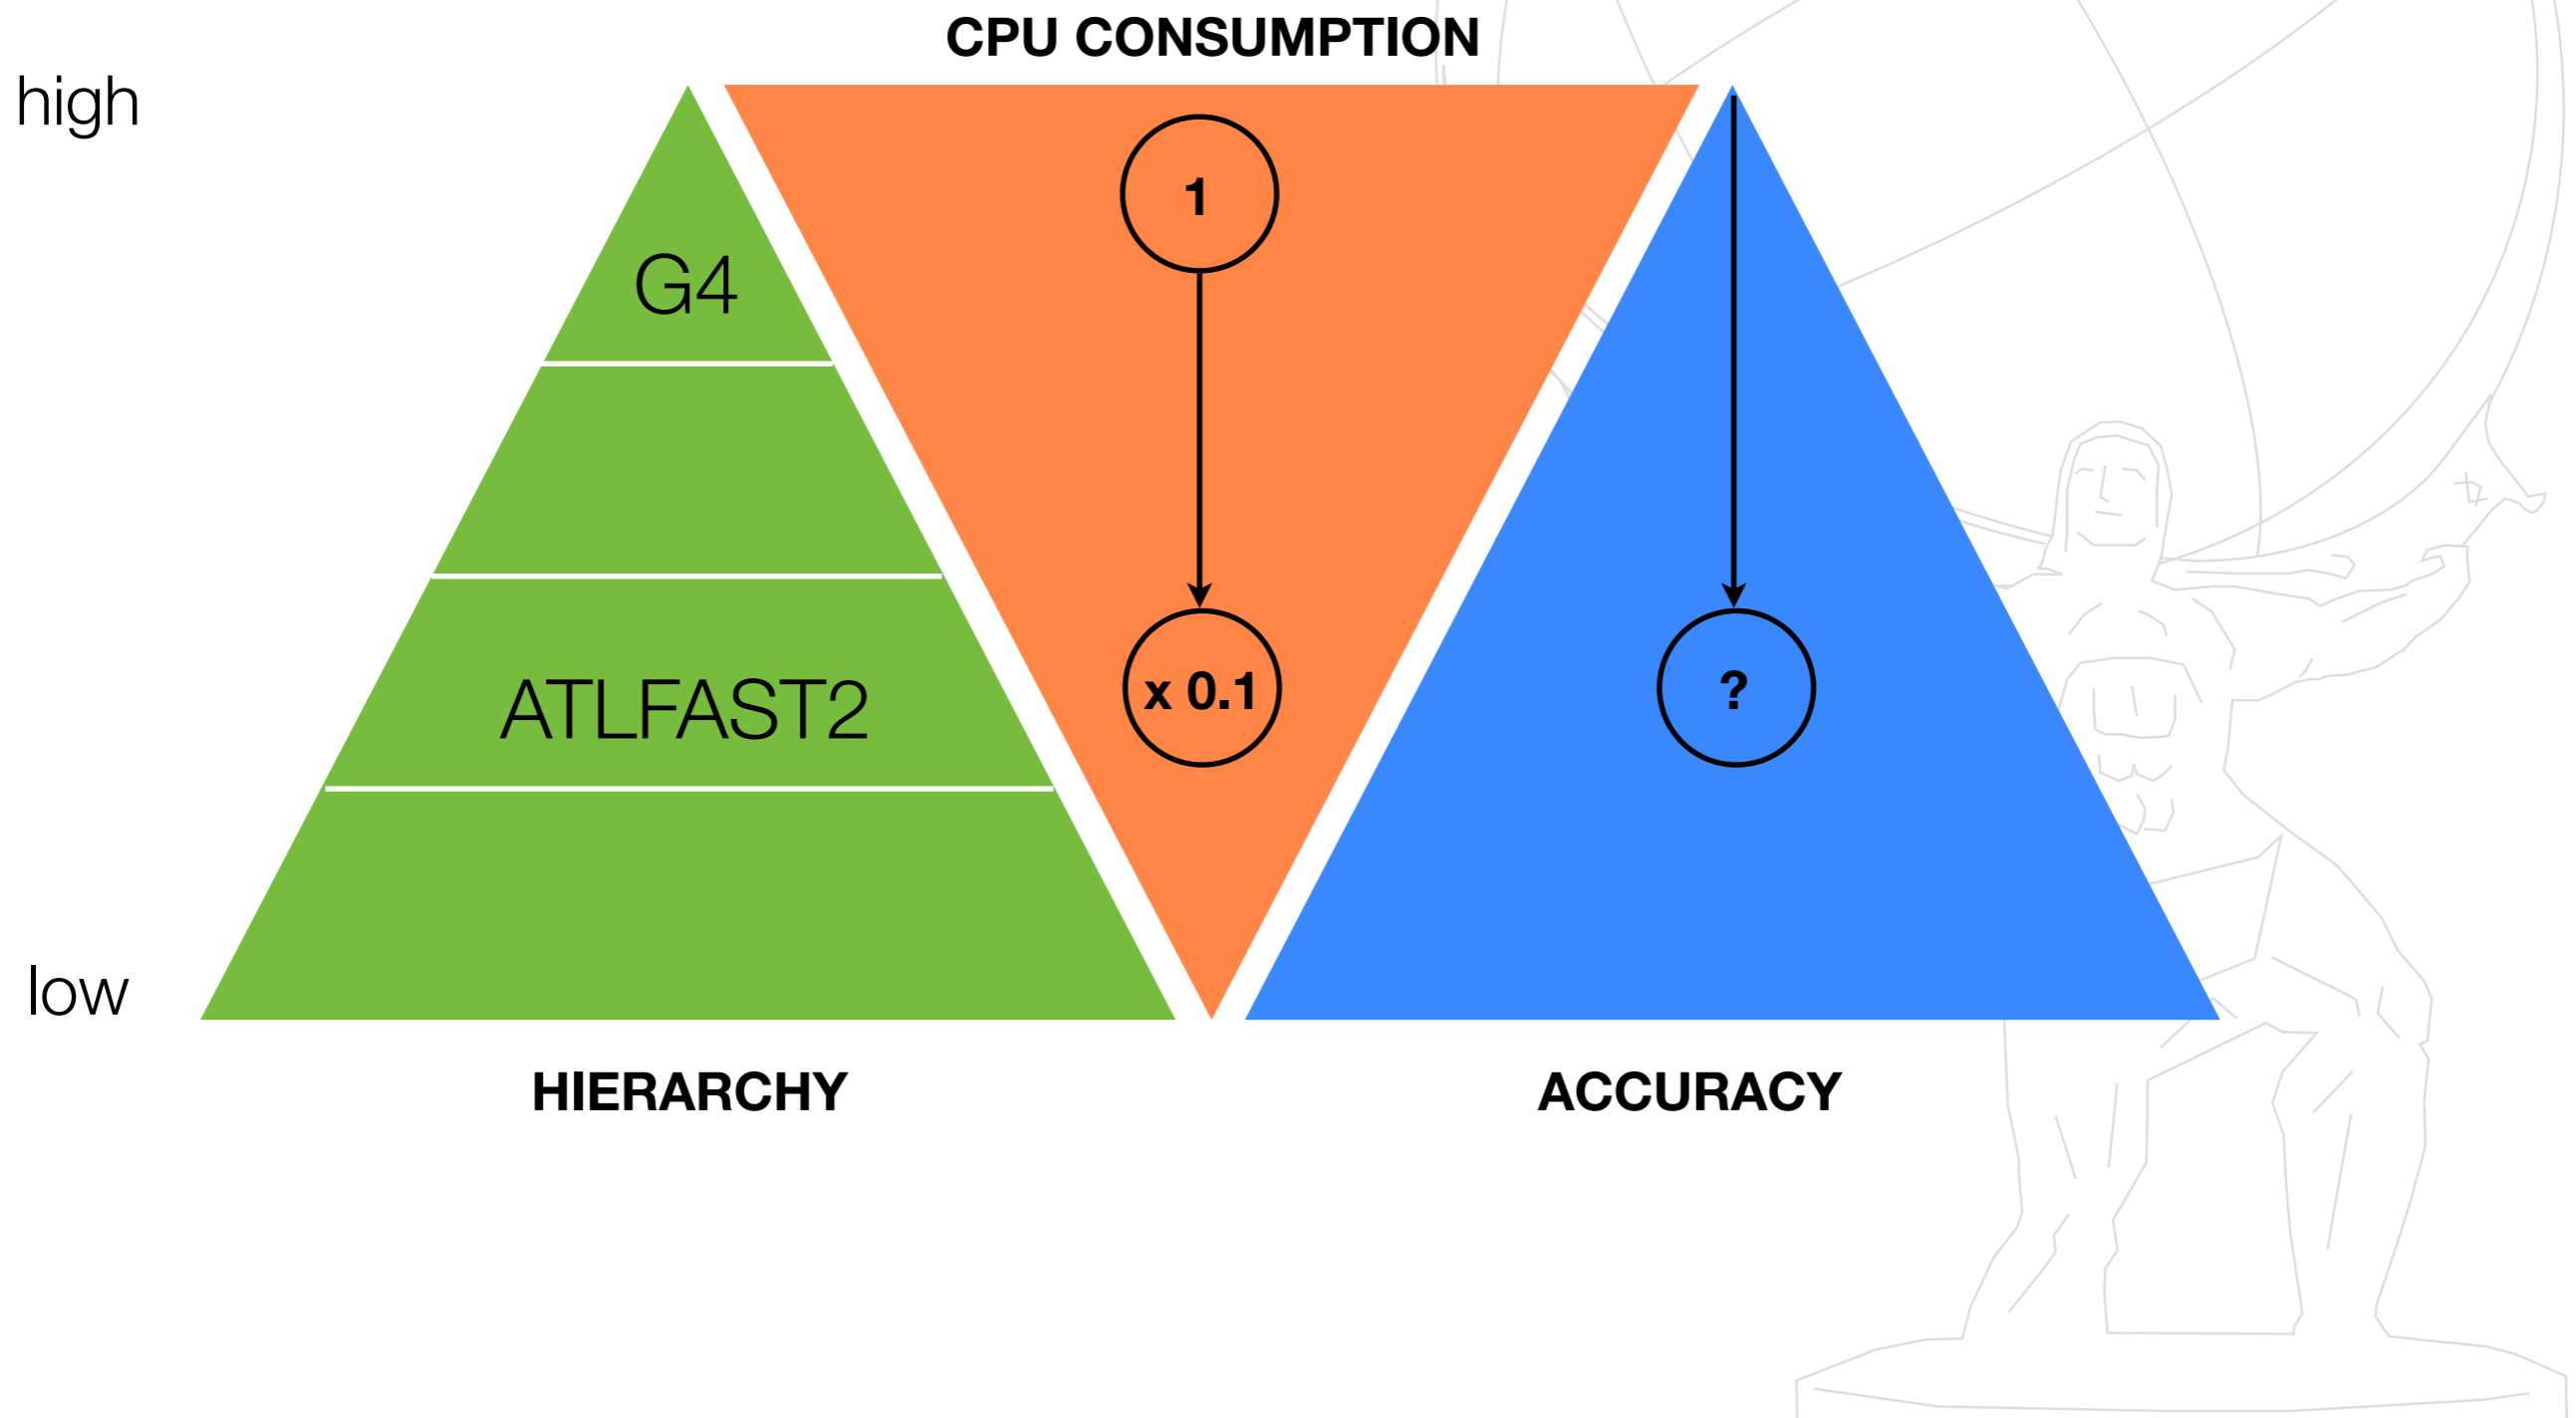 CPU CONSUMPTION
high
1
G4
ATLFAST2
x 0.1
?
low
HIERARCHY
ACCURACY